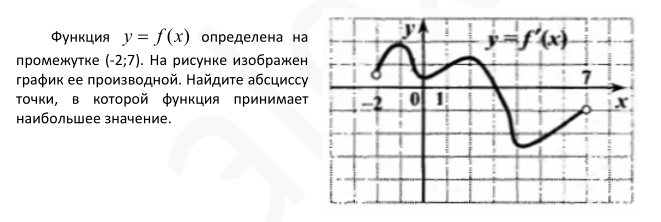 Функция y = f(x) определена на
промежутке (-2;7). На рисунке изображен
график ее производной. Найдите абсциссу
точки, в которой функция принимает
наибольшее значение.
y
y=f'(x)
7
-2 0 1 x